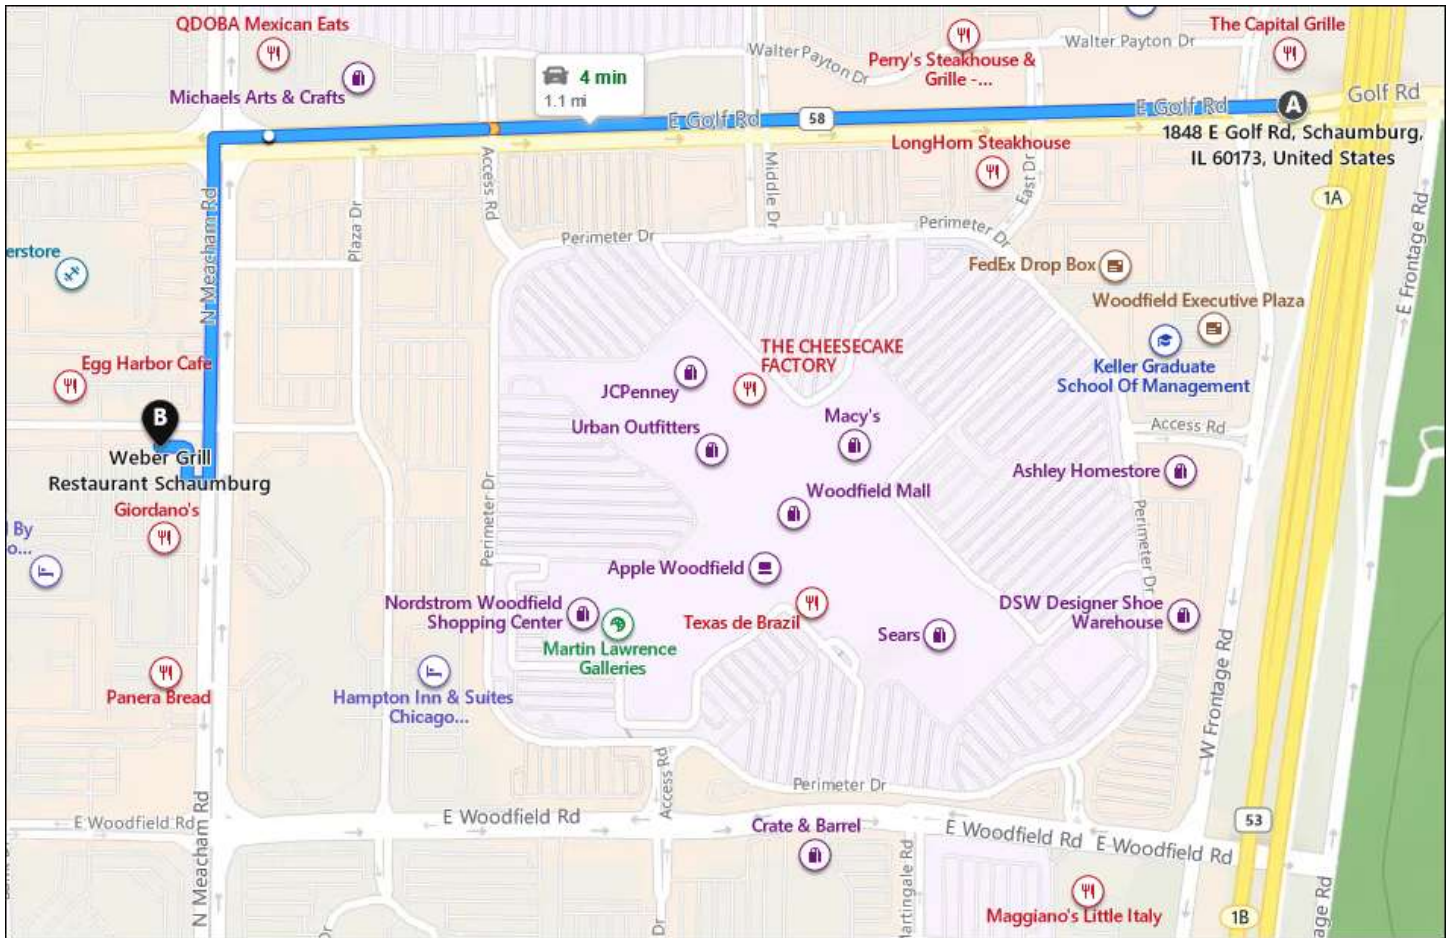 QDOBA Mexican Eats
Michaels Arts & Crafts
4 min
1.1 mi
Walter Payton Dr
Perry's Steakhouse &
Grille -...
Walter Payton Dr
The Capital Grille
E Golf Rd
58
E Golf Rd
A
Golf Rd
1848 E Golf Rd, Schaumburg,
IL 60173, United States
LongHorn Steakhouse
Access Rd
Middle Dr
East Dr
1A
N Meacham Rd
Plaza Dr
Perimeter Dr
Perimeter Dr
E Frontage Rd
erstore
FedEx Drop Box
Woodfield Executive Plaza
Keller Graduate
School Of Management
Egg Harbor Cafe
THE CHEESECAKE
FACTORY
JCPenney
Macy's
Urban Outfitters
B
Weber Grill
Restaurant Schaumburg
Access Rd
Ashley Homestore
Woodfield Mall
Giordano's
l By
o...
Perimeter Dr
Perimeter Dr
Apple Woodfield
Nordstrom Woodfield
Shopping Center
Texas de Brazil
Martin Lawrence
Galleries
Sears
DSW Designer Shoe
Warehouse
Panera Bread
Hampton Inn & Suites
Chicago...
W Frontage Rd
Access Rd
Perimeter Dr
N Meacham Rd
E Woodfield Rd
E Woodfield Rd
Crate & Barrel
E Woodfield Rd
E Woodfield Rd
53
artingale Rd
Maggiano's Little Italy
1B
age Rd
Dr
Dr